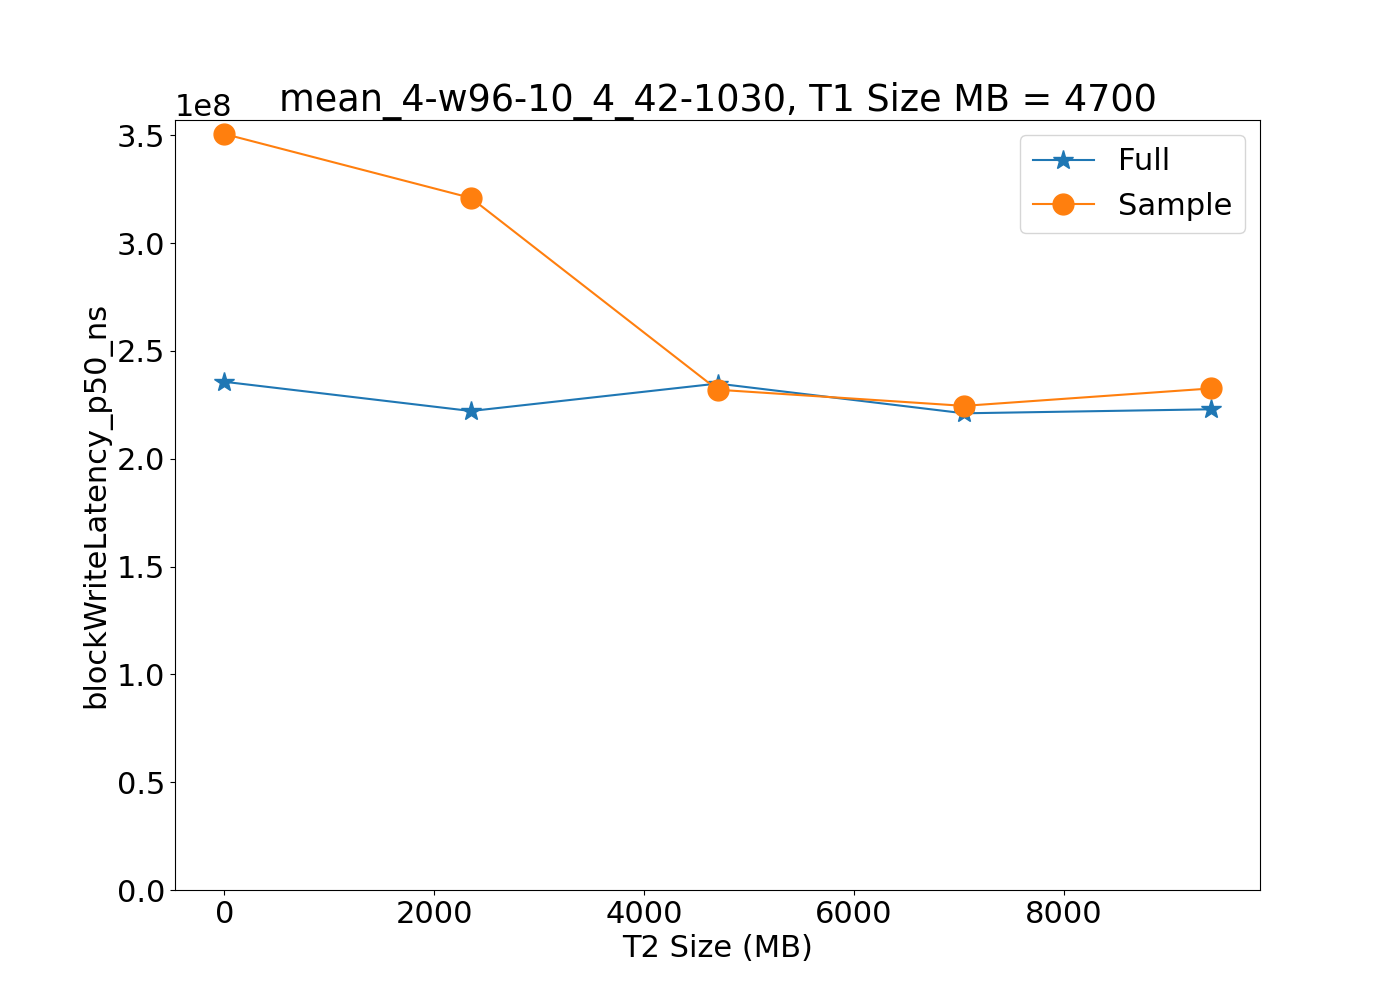 mean_4-w96-10_4_42-1030, T1 Size MB = 4700
1e8
3.5
3.0
2.5
2.0
1.5
1.0
0.5
0.0
blockWriteLatency_p50_ns
Full
Sample
0 2000 4000 6000 8000
T2 Size (MB)